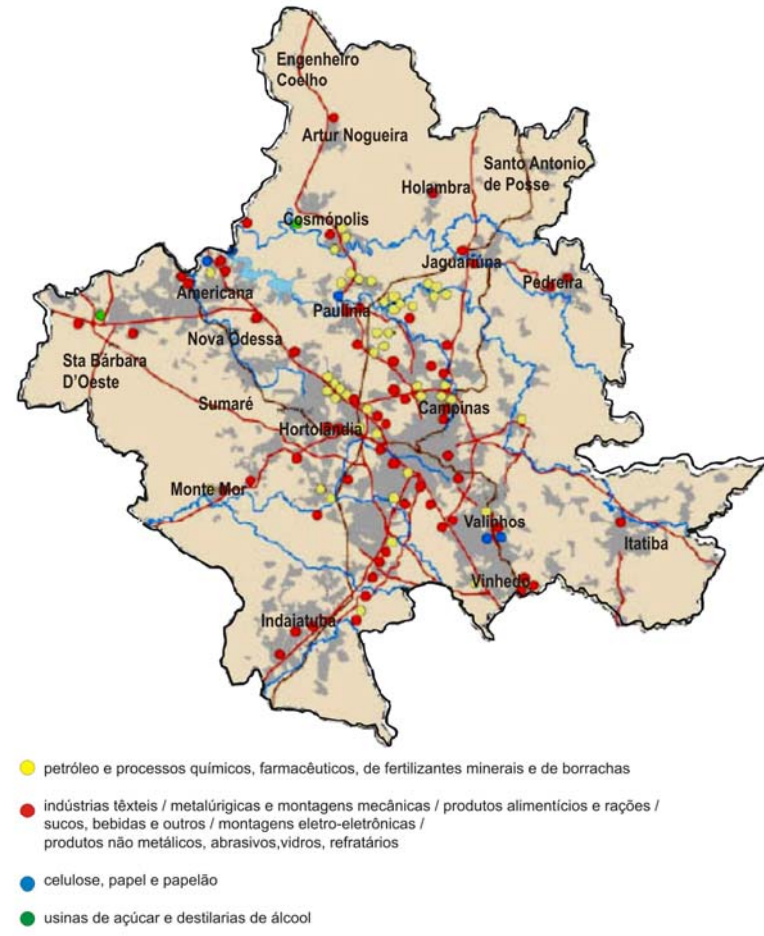 Engenheiro
Coelho
Artur Nogueira
Santo Antonio
de Posse
Holambra
Cosmópolis
Jaguariúna
Pedreira
Americana
Paulínia
Nova Odessa
Sta Bárbara
D'Oeste
Sumaré
Campinas
Hortolândia
Monte Mor
Valinhos
Itatiba
Vinhedo
Indaiatuba
petróleo e processos químicos, farmacêuticos, de fertilizantes minerais e de borrachas
indústrias têxteis / metalúrigicas e montagens mecânicas / produtos alimentícios e rações /
sucos, bebidas e outros / montagens eletro-eletrônicas /
produtos não metálicos, abrasivos,vidros, refratários
celulose, papel e papelão
usinas de açúcar e destilarias de álcool